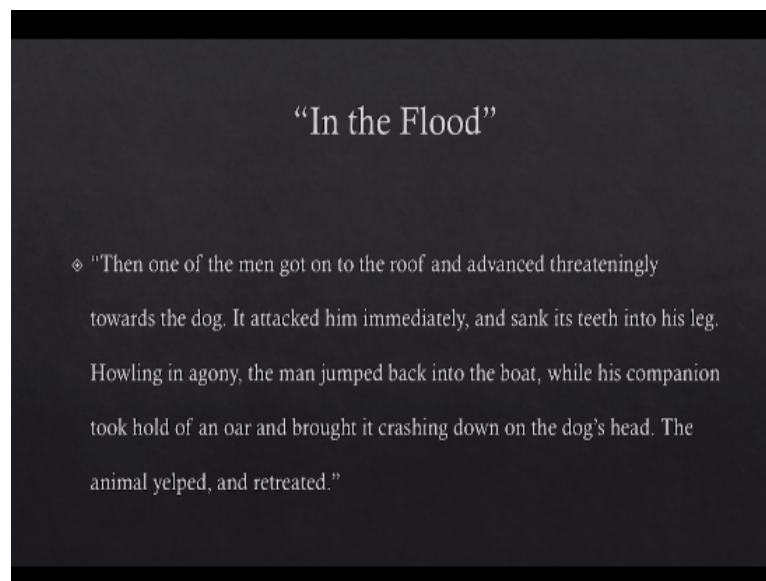 “In the Flood”
“Then one of the men got on to the roof and advanced threateningly
towards the dog. It attacked him immediately, and sank its teeth into his leg.
Howling in agony, the man jumped back into the boat, while his companion
took hold of an oar and brought it crashing down on the dog’s head. The
animal yelped, and retreated.”